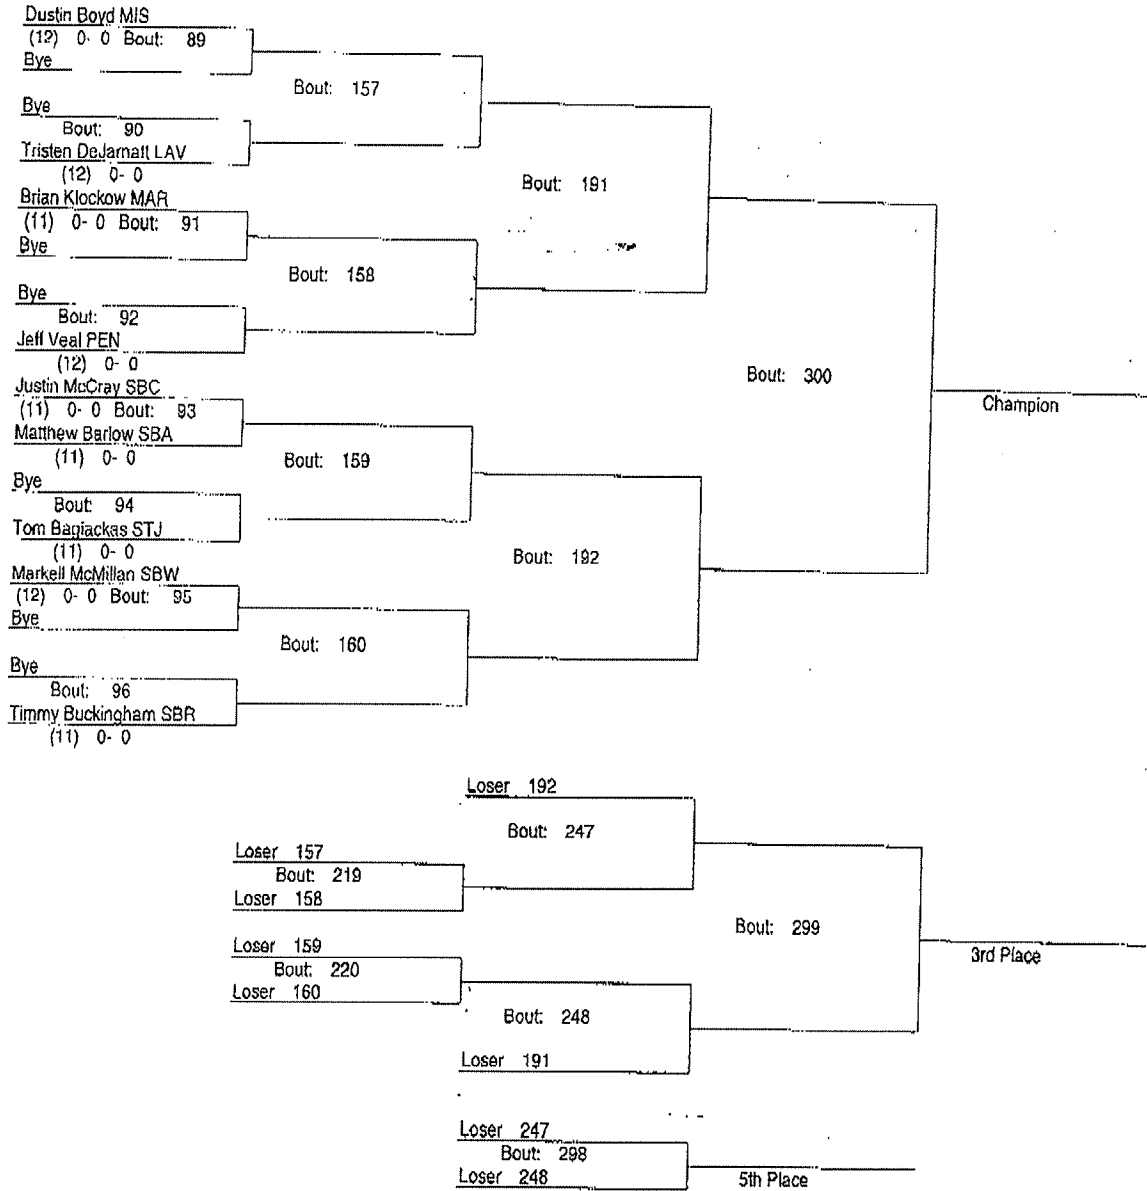 Dustin Boyd MIS
(12) 0- 0 Bout: 89
Bye
Bout: 157
Bye
Bout: 90
Tristen DeJarnatt LAV
(12) 0- 0
Bout: 191
Brian Klockow MAR
(11) 0- 0 Bout: 91
Bye
Bout: 158
Bye
Bout: 92
Jeff Veal PEN
(12) 0- 0
Bout: 300
Champion
Justin McCray SBC
(11) 0- 0 Bout: 93
Matthew Barlow SBA
(11) 0- 0
Bout: 159
Bye
Bout: 94
Tom Bagiackas STJ
(11) 0- 0
Bout: 192
Markell McMillan SBW
(12) 0- 0 Bout: 95
Bye
Bout: 160
Bye
Bout: 96
Timmy Buckingham SBR
(11) 0- 0
Loser 192
Bout: 247
Loser 157
Bout: 219
Loser 158
Bout: 299
3rd Place
Loser 159
Bout: 220
Loser 160
Bout: 248
Loser 191
Loser 247
Bout: 298
Loser 248
5th Place